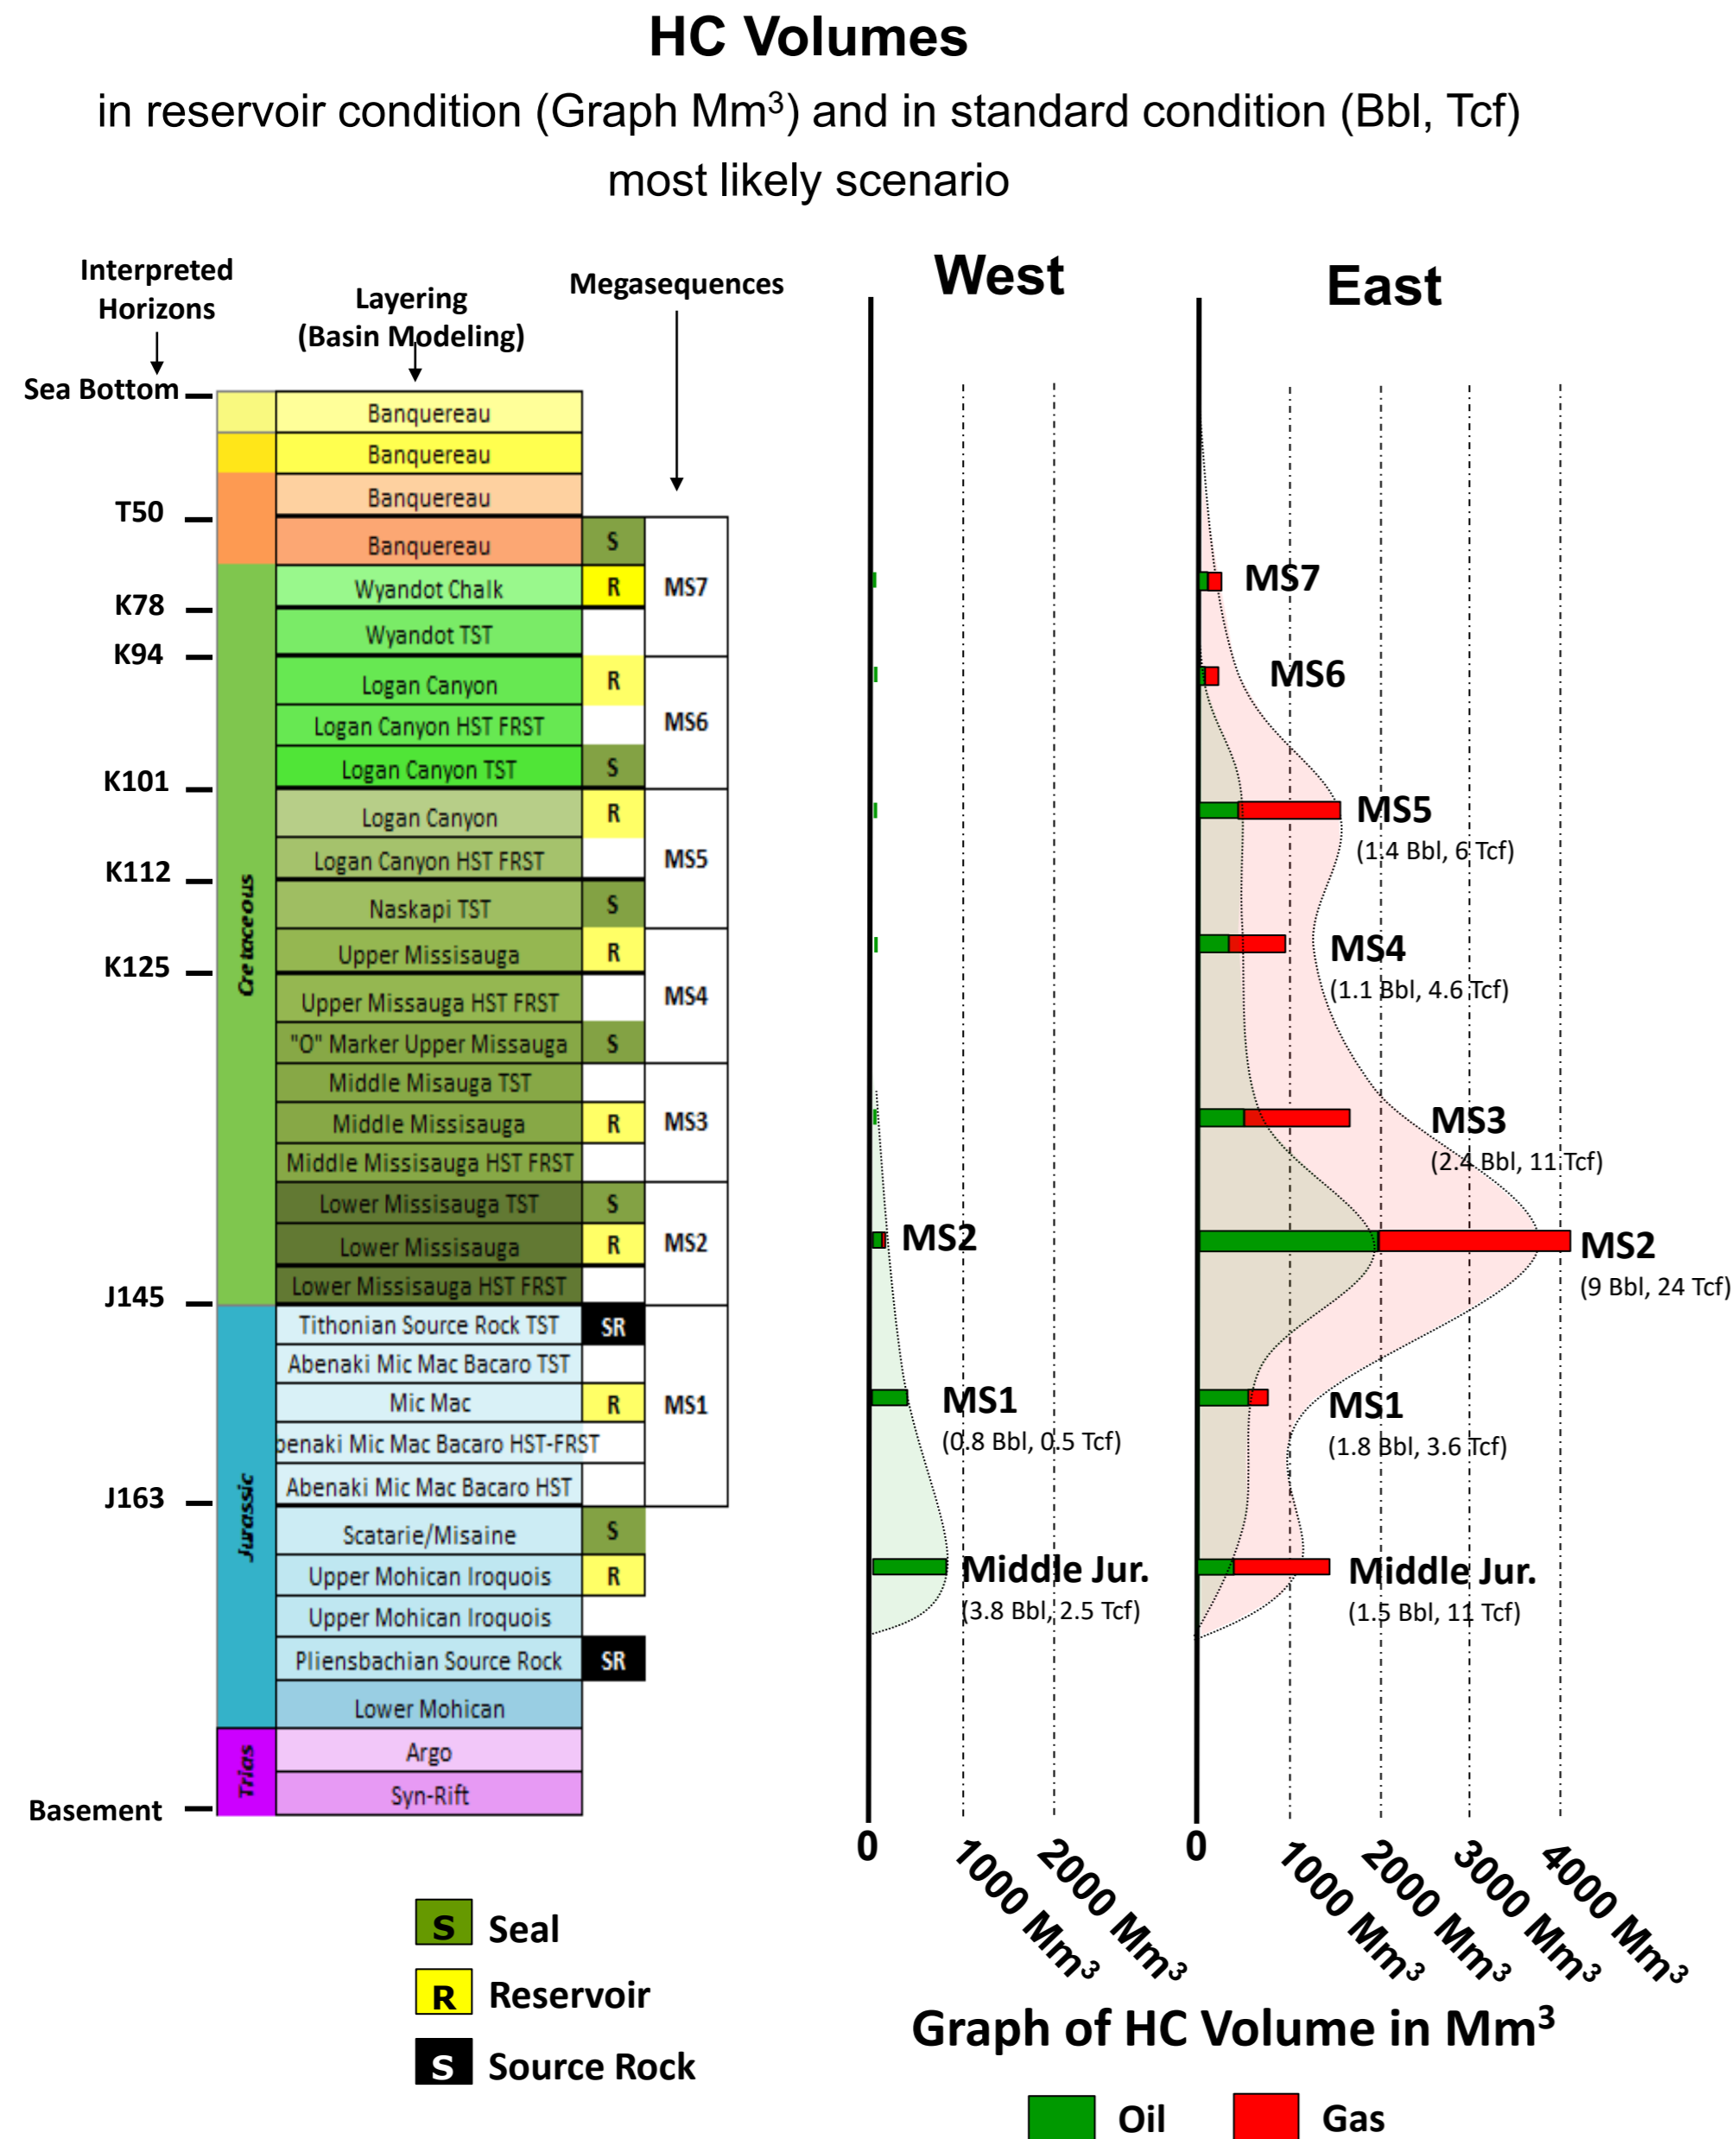 HC Volumes
in reservoir condition (Graph Mm³) and in standard condition (Bbl, Tcf)
most likely scenario
Interpreted
Horizons
Layering
(Basin Modeling)
Megasequences
West
East
Sea Bottom
T50
K78
K94
K101
K112
K125
J145
J163
Basement
Cretaceous
Jurassic
Trias
Banquereau
Banquereau
Banquereau
Banquereau S
Wyandot Chalk R MS7
Wyandot TST
Logan Canyon R
Logan Canyon HST FRST MS6
Logan Canyon TST S
Logan Canyon R
Logan Canyon HST FRST MS5
Naskapi TST S
Upper Missisauga R
Upper Missauga HST FRST MS4
"O" Marker Upper Missauga S
Middle Misauga TST
Middle Missisauga R MS3
Middle Missisauga HST FRST
Lower Missisauga TST S
Lower Missisauga R MS2
Lower Missisauga HST FRST
Tithonian Source Rock TST SR
Abenaki Mic Mac Bacaro TST
Mic Mac R MS1
benaki Mic Mac Bacaro HST-FRST
Abenaki Mic Mac Bacaro HST
Scatarie/Misaine S
Upper Mohican Iroquois R
Upper Mohican Iroquois
Pliensbachian Source Rock SR
Lower Mohican
Argo
Syn-Rift
MS2
MS1
(0.8 Bbl, 0.5 Tcf)
Middle Jur.
(3.8 Bbl, 2.5 Tcf)
0
1000 Mm³
2000 Mm³
MS7
MS6
MS5
(1.4 Bbl, 6 Tcf)
MS4
(1.1 Bbl, 4.6 Tcf)
MS3
(2.4 Bbl, 11 Tcf)
MS2
(9 Bbl, 24 Tcf)
MS1
(1.8 Bbl, 3.6 Tcf)
Middle Jur.
(1.5 Bbl, 11 Tcf)
0
1000 Mm³
2000 Mm³
3000 Mm³
4000 Mm³
S Seal
R Reservoir
S Source Rock
Graph of HC Volume in Mm³
Oil
Gas